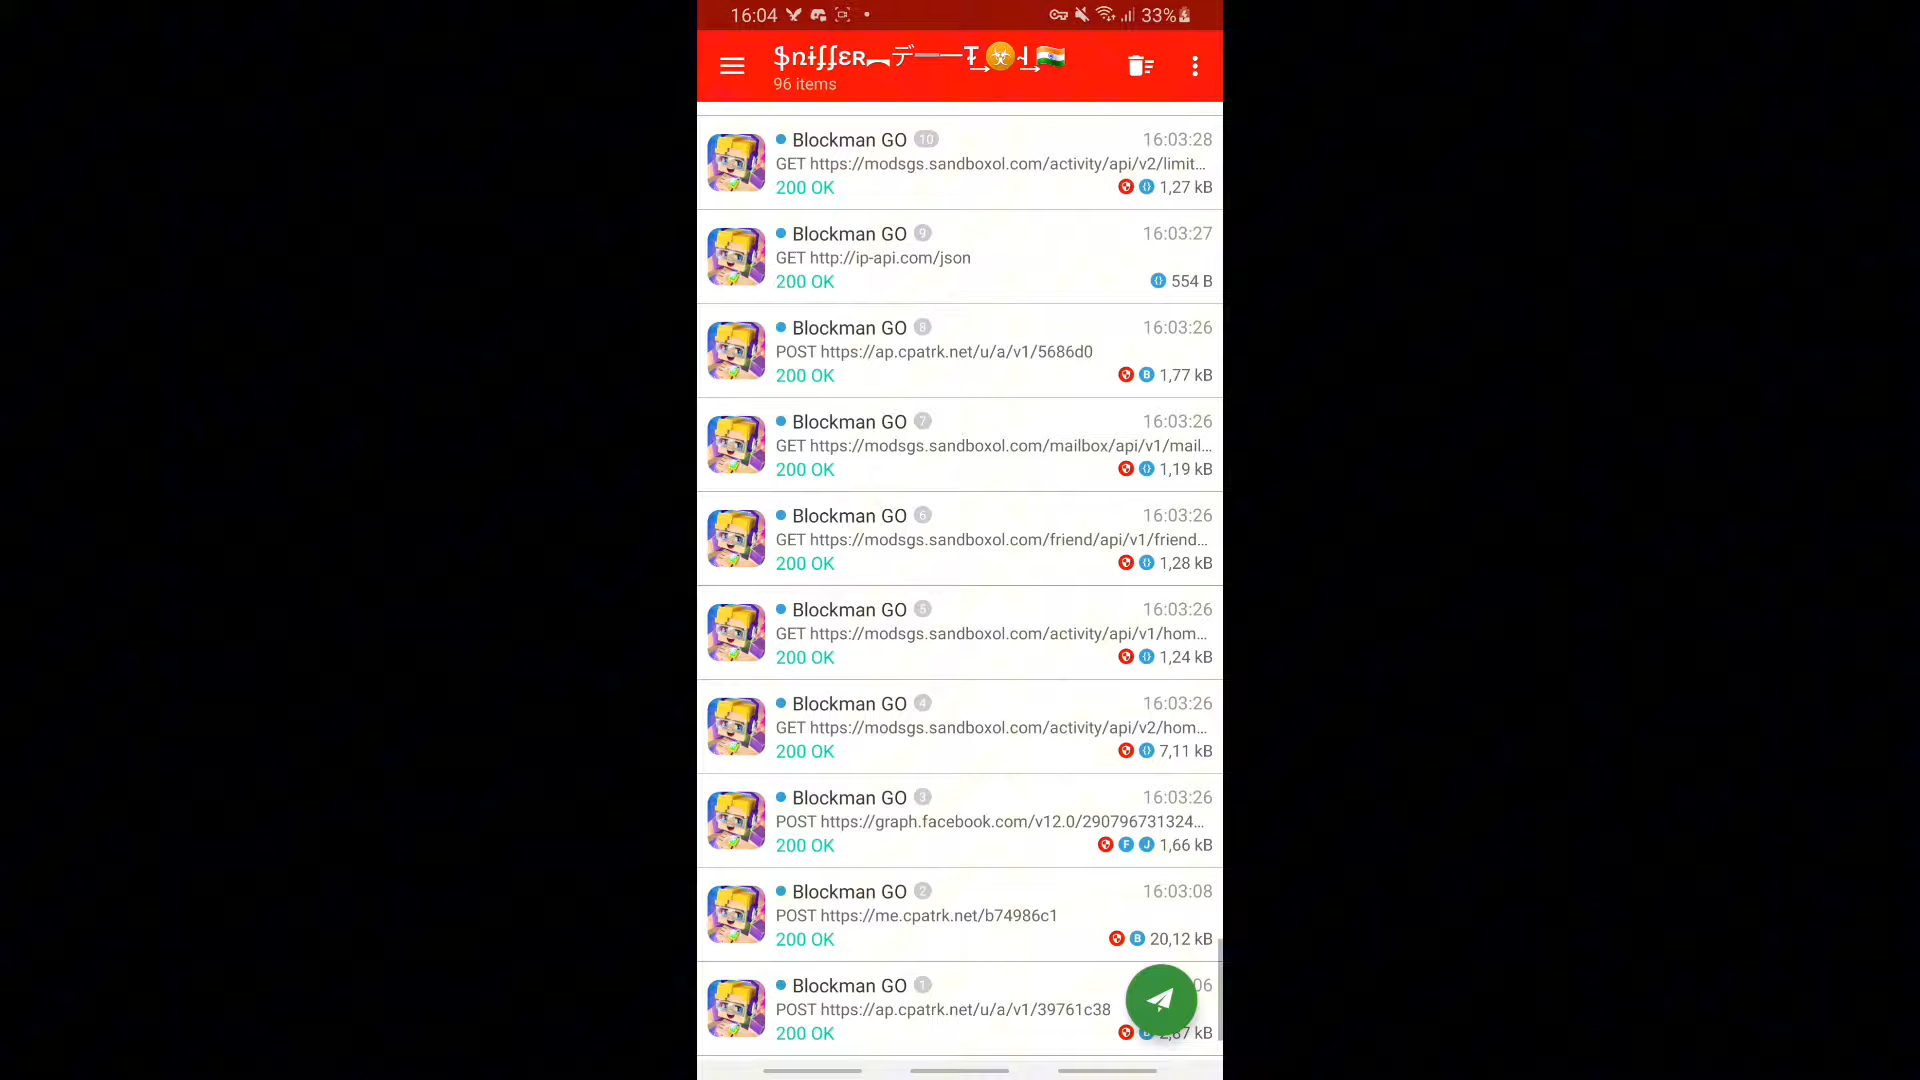 16:04 33%
96 items
Blockman GO 10 16:03:28
GET https://modsgs.sandboxol.com/activity/api/v2/limit...
200 OK 1,27 kB
Blockman GO 9 16:03:27
GET http://ip-api.com/json
200 OK 554 B
Blockman GO 8 16:03:26
POST https://ap.cpatrk.net/u/a/v1/5686d0
200 OK B 1,77 kB
Blockman GO 7 16:03:26
GET https://modsgs.sandboxol.com/mailbox/api/v1/mail...
200 OK 1,19 kB
Blockman GO 6 16:03:26
GET https://modsgs.sandboxol.com/friend/api/v1/friend...
200 OK 1,28 kB
Blockman GO 5 16:03:26
GET https://modsgs.sandboxol.com/activity/api/v1/hom...
200 OK 1,24 kB
Blockman GO 4 16:03:26
GET https://modsgs.sandboxol.com/activity/api/v2/hom...
200 OK 7,11 kB
Blockman GO 3 16:03:26
POST https://graph.facebook.com/v12.0/290796731324...
200 OK F J 1,66 kB
Blockman GO 2 16:03:08
POST https://me.cpatrk.net/b74986c1
200 OK B 20,12 kB
Blockman GO 1 06
POST https://ap.cpatrk.net/u/a/v1/39761c38
200 OK kB